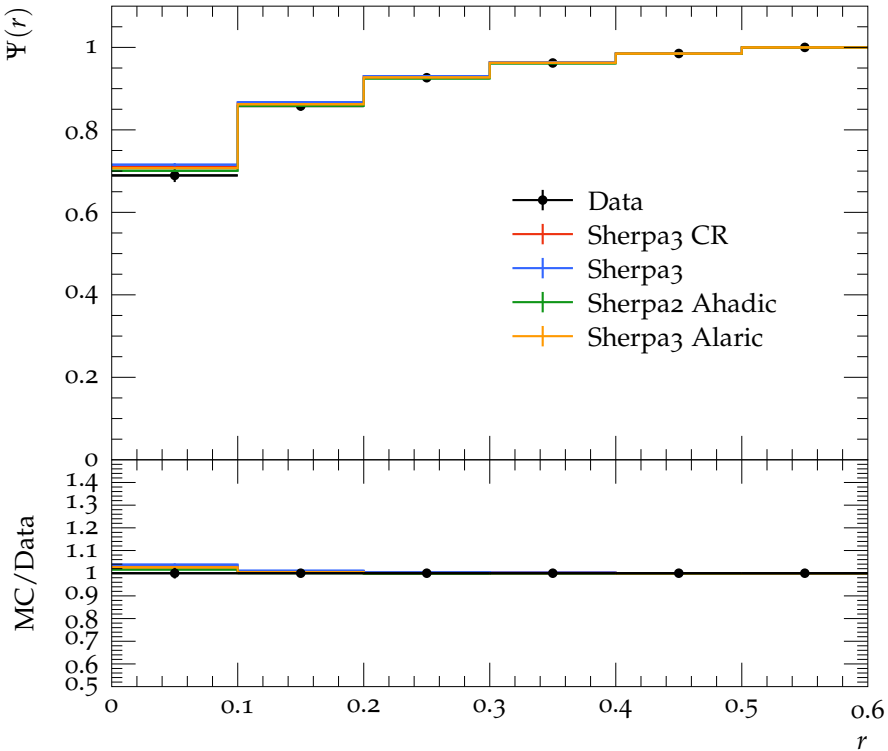 Ψ(r)
1
0.8
0.6
0.4
0.2
0
Data
Sherpa3 CR
Sherpa3
Sherpa2 Ahadic
Sherpa3 Alaric
MC/Data
1.4
1.3
1.2
1.1
1
0.9
0.8
0.7
0.6
0.5
0 0.1 0.2 0.3 0.4 0.5 0.6
r